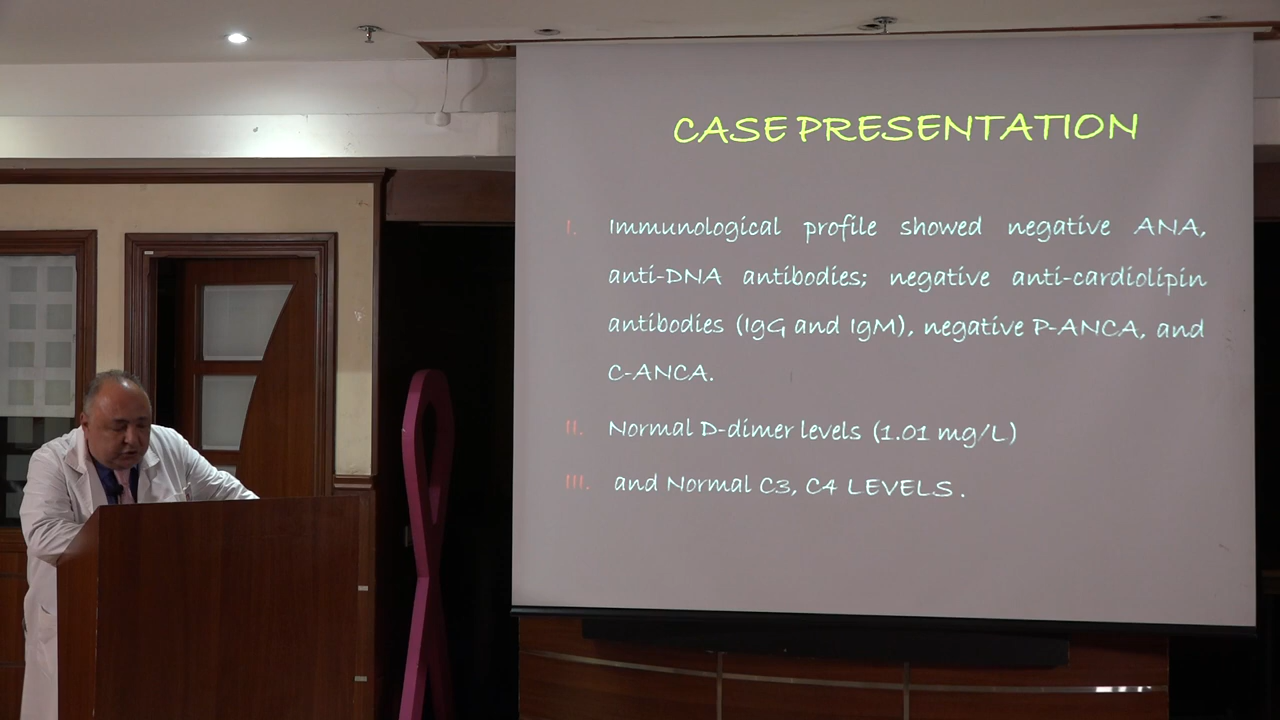 CASE PRESENTATION
I. Immunological profile showed negative ANA,
anti-DNA antibodies; negative anti-cardiolipin
antibodies (IgG and IgM), negative P-ANCA, and
C-ANCA.
II. Normal D-dimer levels (1.01 mg/L)
III. and Normal C3, C4 LEVELS.